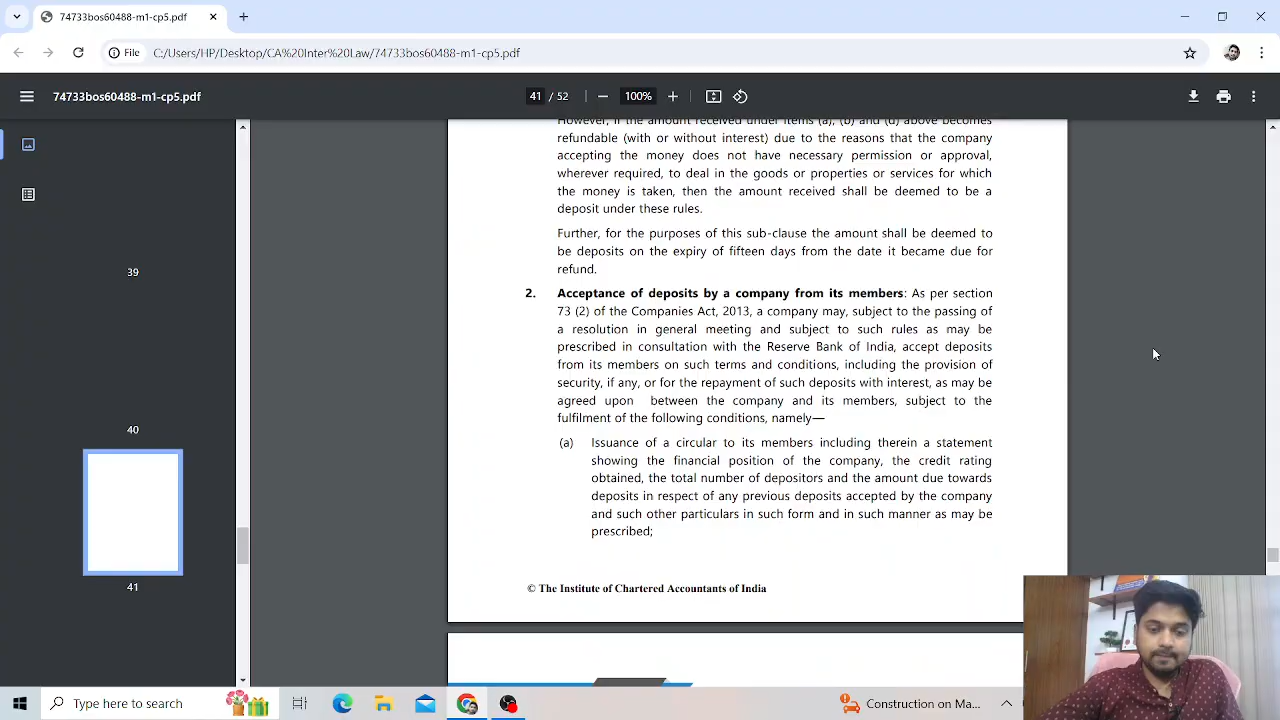 74733bos60488-m1-cp5.pdf
File C:/Users/HP/Desktop/CA%20Inter%20Law/74733bos60488-m1-cp5.pdf
74733bos60488-m1-cp5.pdf 41 / 52 100%
39
40
41
However, if the amount received under items (a), (b) and (d) above becomes
refundable (with or without interest) due to the reasons that the company
accepting the money does not have necessary permission or approval,
wherever required, to deal in the goods or properties or services for which
the money is taken, then the amount received shall be deemed to be a
deposit under these rules.
Further, for the purposes of this sub-clause the amount shall be deemed to
be deposits on the expiry of fifteen days from the date it became due for
refund.
2. Acceptance of deposits by a company from its members: As per section
73 (2) of the Companies Act, 2013, a company may, subject to the passing of
a resolution in general meeting and subject to such rules as may be
prescribed in consultation with the Reserve Bank of India, accept deposits
from its members on such terms and conditions, including the provision of
security, if any, or for the repayment of such deposits with interest, as may be
agreed upon between the company and its members, subject to the
fulfilment of the following conditions, namely—
(a) Issuance of a circular to its members including therein a statement
showing the financial position of the company, the credit rating
obtained, the total number of depositors and the amount due towards
deposits in respect of any previous deposits accepted by the company
and such other particulars in such form and in such manner as may be
prescribed;
© The Institute of Chartered Accountants of India
Type here to search
Construction on Ma...